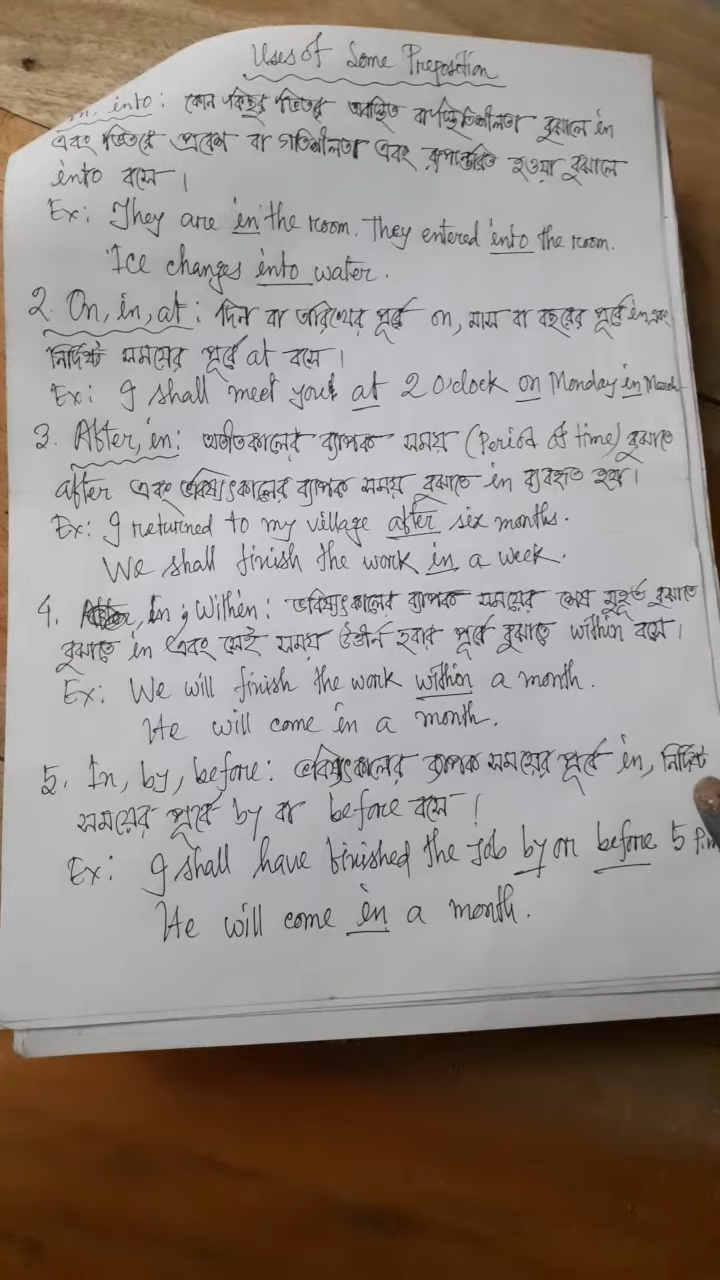 Uses of Some Preposition
in, into: কোন কিছুর ভিতর অবস্থিত বা স্থিতিশীলতা বুঝালে in
এবং ভিতরে প্রবেশ বা গতিশীলতা এবং রূপান্তরিত হওয়া বুঝালে
into বসে।
Ex: They are in the room. They entered into the room.
Ice changes into water.
2. On, in, at: দিন বা তারিখের পূর্বে on, মাস বা বছরের পূর্বে in এবং
নির্দিষ্ট সময়ের পূর্বে at বসে।
Ex: I shall meet you at 2 O'clock on Monday in March
3. After, in: অতীতকালের ব্যাপক সময় (Period of time) বুঝাতে
after এবং ভবিষ্যৎকালের ব্যাপক সময় বুঝাতে in ব্যবহৃত হয়।
Ex: I returned to my village after six months.
We shall finish the work in a week.
4. In, Within: ভবিষ্যৎকালের ব্যাপক সময়ের শেষ মুহূর্ত বুঝাতে
বুঝাতে in এবং সেই সময় উত্তীর্ন হবার পূর্বে বুঝাতে within বসে।
Ex: We will finish the work within a month.
He will come in a month.
5. In, by, before: ভবিষ্যৎকালের ব্যাপক সময়ের পূর্বে in, নির্দিষ্ট
সময়ের পূর্বে by বা before বসে।
Ex: I shall have finished the job by or before 5 P.m
He will come in a month.